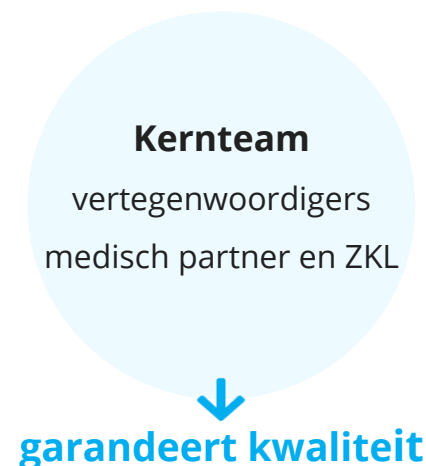 Kernteam
vertegenwoordigers
medisch partner en ZKL
garandeert kwaliteit